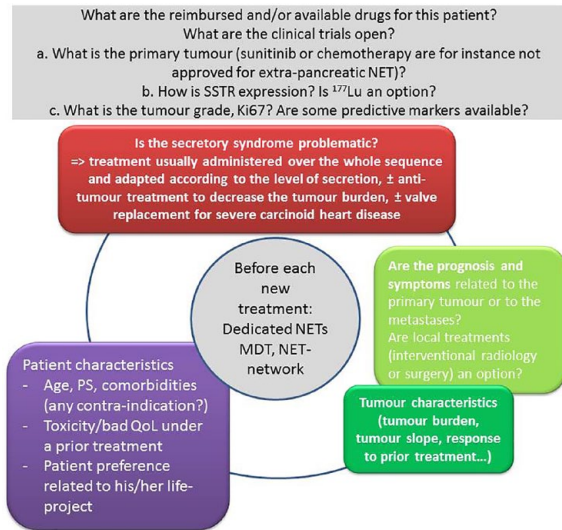 What are the reimbursed and/or available drugs for this patient?
What are the clinical trials open?
a. What is the primary tumour (sunitinib or chemotherapy are for instance not
approved for extra-pancreatic NET)?
b. How is SSTR expression? Is ¹⁷⁷Lu an option?
c. What is the tumour grade, Ki67? Are some predictive markers available?
Is the secretory syndrome problematic?
=> treatment usually administered over the whole sequence
and adapted according to the level of secretion, ± anti-
tumour treatment to decrease the tumour burden, ± valve
replacement for severe carcinoid heart disease
Before each
new
treatment:
Dedicated NETs
MDT, NET-
network
Are the prognosis and
symptoms related to the
primary tumour or to the
metastases?
Are local treatments
(interventional radiology
or surgery) an option?
Patient characteristics
- Age, PS, comorbidities
(any contra-indication?)
- Toxicity/bad QoL under
a prior treatment
- Patient preference
related to his/her life-
project
Tumour characteristics
(tumour burden,
tumour slope, response
to prior treatment...)